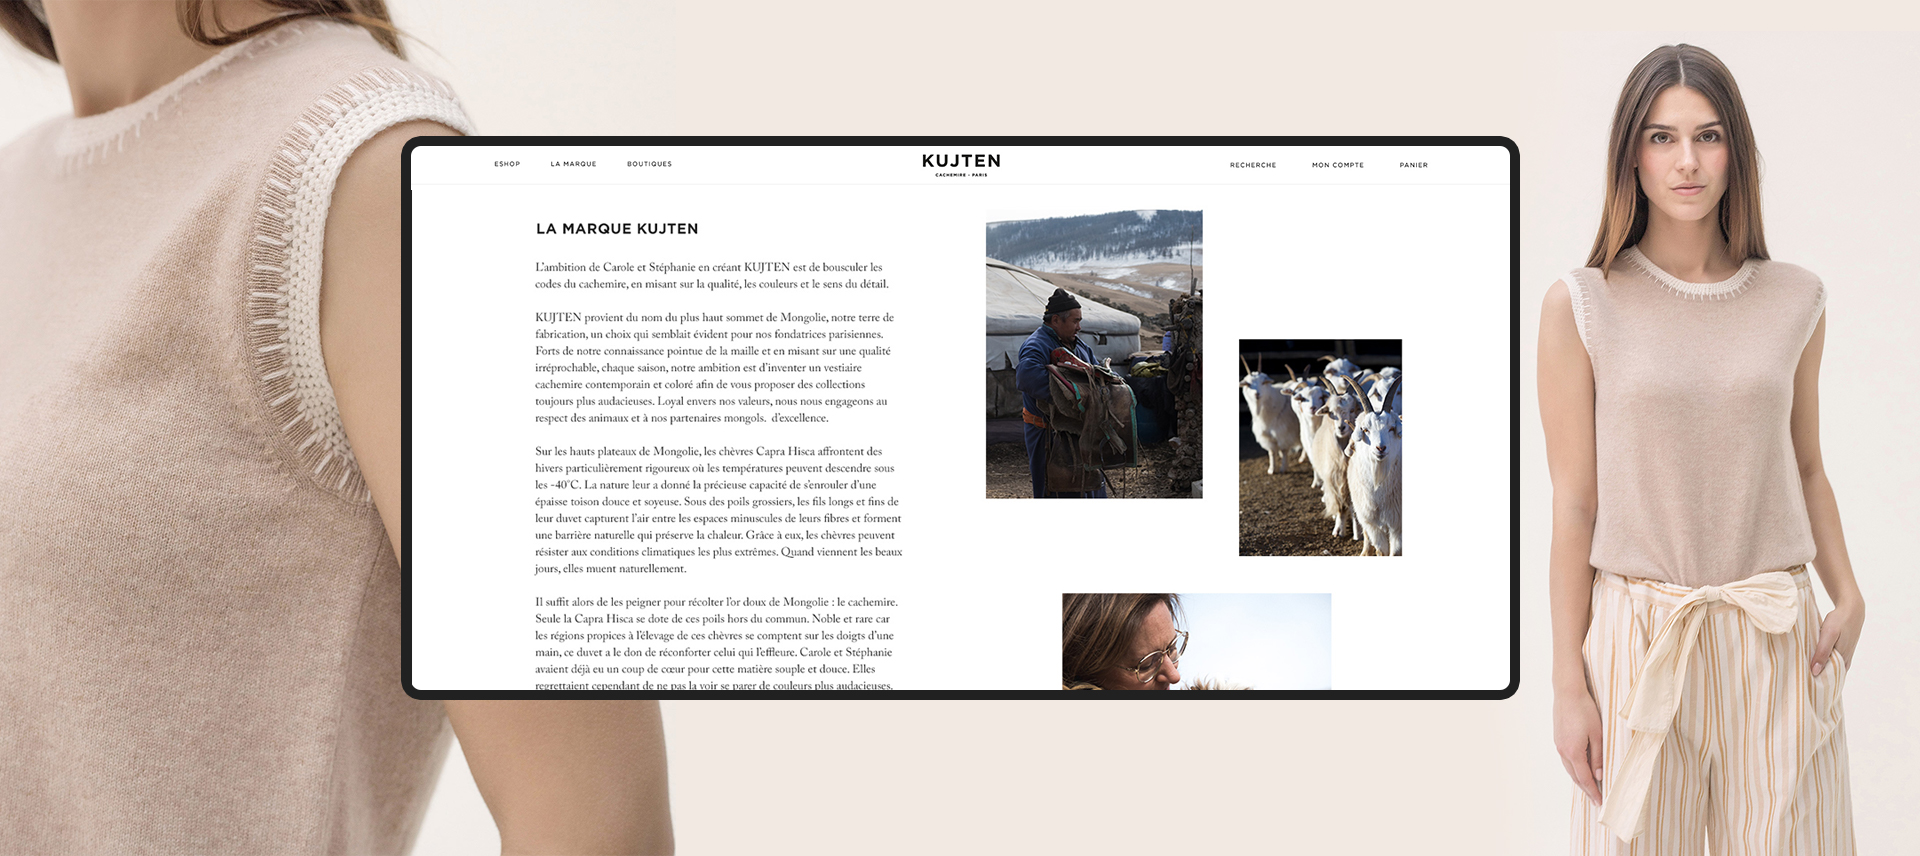 ESHOP LA MARQUE BOUTIQUES KUJTEN RECHERCHE MON COMPTE PANIER
CACHEMIRE - PARIS
LA MARQUE KUJTEN
L'ambition de Carole et Stéphanie en créant KUJTEN est de bousculer les
codes du cachemire, en misant sur la qualité, les couleurs et le sens du détail.
KUJTEN provient du nom du plus haut sommet de Mongolie, notre terre de
fabrication, un choix qui semblait évident pour nos fondatrices parisiennes.
Forts de notre connaissance pointue de la maille et en misant sur une qualité
irréprochable, chaque saison, notre ambition est d'inventer un vestiaire
cachemire contemporain et coloré afin de vous proposer des collections
toujours plus audacieuses. Loyal envers nos valeurs, nous nous engageons au
respect des animaux et à nos partenaires mongols. d'excellence.
Sur les hauts plateaux de Mongolie, les chèvres Capra Hisca affrontent des
hivers particulièrement rigoureux où les températures peuvent descendre sous
les -40°C. La nature leur a donné la précieuse capacité de s'enrouler d'une
épaisse toison douce et soyeuse. Sous des poils grossiers, les fils longs et fins de
leur duvet capturent l'air entre les espaces minuscules de leurs fibres et forment
une barrière naturelle qui préserve la chaleur. Grâce à eux, les chèvres peuvent
résister aux conditions climatiques les plus extrêmes. Quand viennent les beaux
jours, elles muent naturellement.
Il suffit alors de les peigner pour récolter l'or doux de Mongolie : le cachemire.
Seule la Capra Hisca se dote de ces poils hors du commun. Noble et rare car
les régions propices à l'élevage de ces chèvres se comptent sur les doigts d'une
main, ce duvet a le don de réconforter celui qui l'effleure. Carole et Stéphanie
avaient déjà eu un coup de cœur pour cette matière souple et douce. Elles
regrettaient cependant de ne pas la voir se parer de couleurs plus audacieuses.